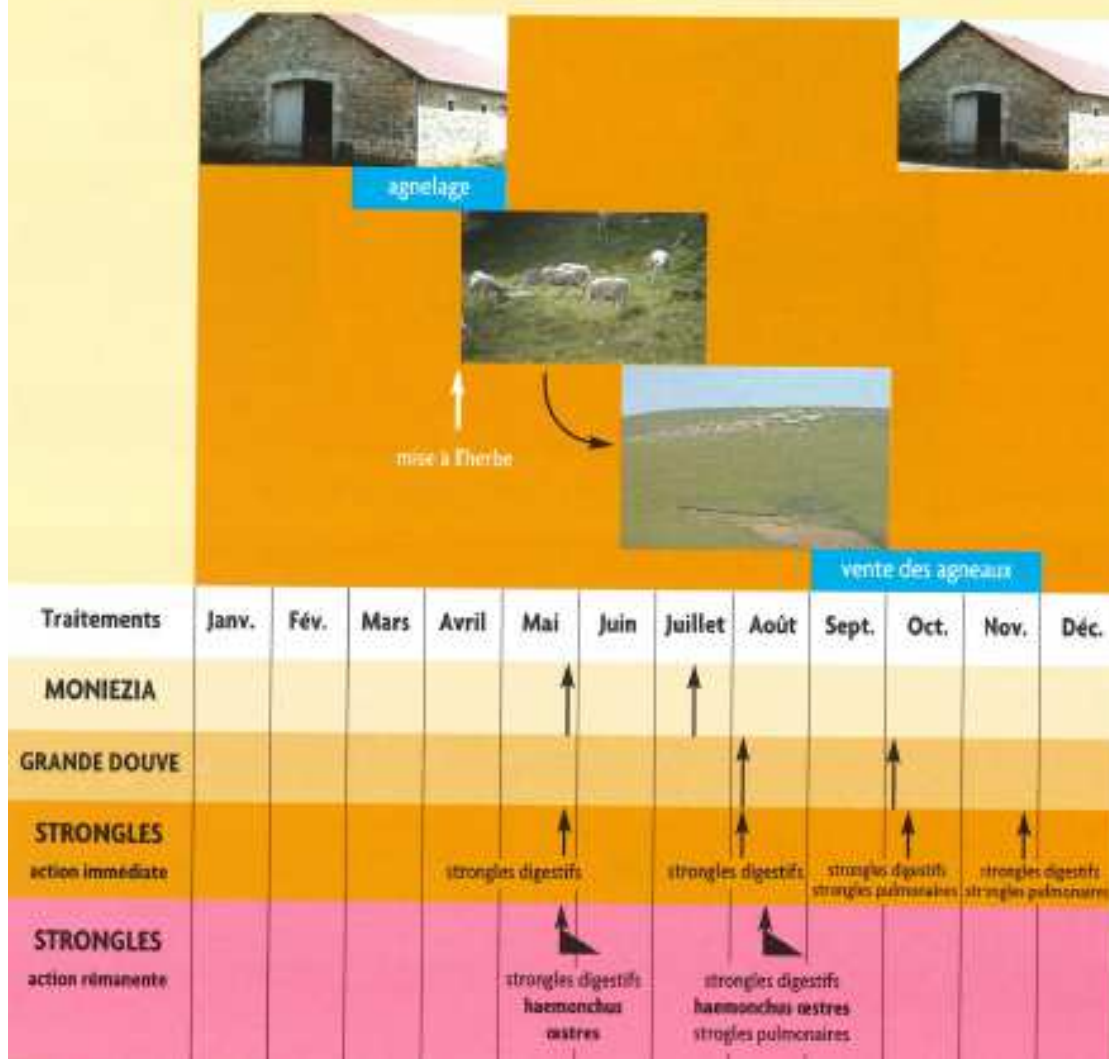 agnelage
mise à l'herbe
vente des agneaux
Traitements Janv. Fév. Mars Avril Mai Juin Juillet Août Sept. Oct. Nov. Déc.
MONIEZIA
GRANDE DOUVE
STRONGLES
action immédiate
strongles digestifs
strongles digestifs
strongles digestifs
strongles pulmonaires
strongles digestifs
strongles pulmonaires
STRONGLES
action rémanente
strongles digestifs
haemonchus
œstres
strongles digestifs
haemonchus œstres
strogles pulmonaires